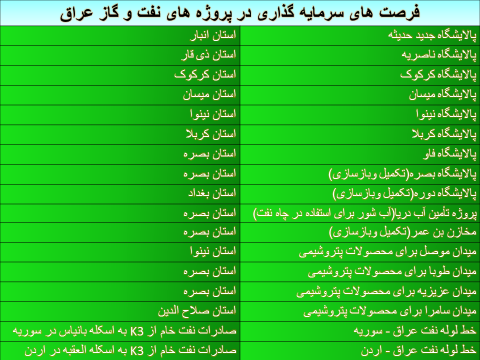 فرصت های سرمایه گذاری در پروژه های نفت و گاز عراق
پالایشگاه جدید حدیثه استان انبار
پالایشگاه ناصریه استان ذی قار
پالایشگاه کرکوک استان کرکوک
پالایشگاه میسان استان میسان
پالایشگاه نینوا استان نینوا
پالایشگاه کربلا استان کربلا
پالایشگاه فاو استان بصره
پالایشگاه بصره(تکمیل وبازسازی) استان بصره
پالایشگاه دوره(تکمیل وبازسازی) استان بغداد
پروژه تأمین آب دریا(آب شور برای استفاده در چاه نفت) استان بصره
مخازن بن عمر(تکمیل وبازسازی) استان بصره
میدان موصل برای محصولات پتروشیمی استان نینوا
میدان طوبا برای محصولات پتروشیمی استان بصره
میدان عزیزیه برای محصولات پتروشیمی استان بصره
میدان سامرا برای محصولات پتروشیمی استان صلاح الدین
خط لوله نفت عراق - سوریه صادرات نفت خام از K3 به اسکله بانیاس در سوریه
خط لوله نفت عراق - اردن صادرات نفت خام از K3 به اسکله العقبه در اردن